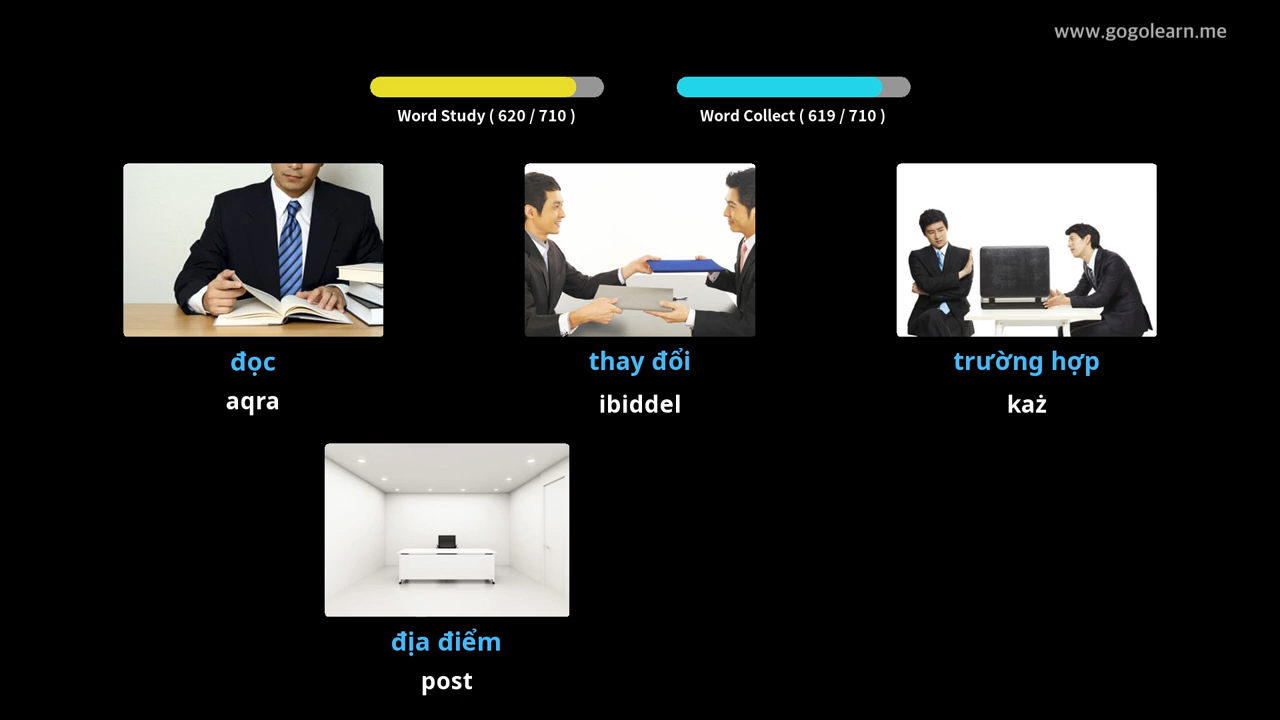 www.gogolearn.me
Word Study ( 620 / 710 )
Word Collect ( 619 / 710 )
đọc
aqra
thay đổi
ibiddel
trường hợp
każ
địa điểm
post